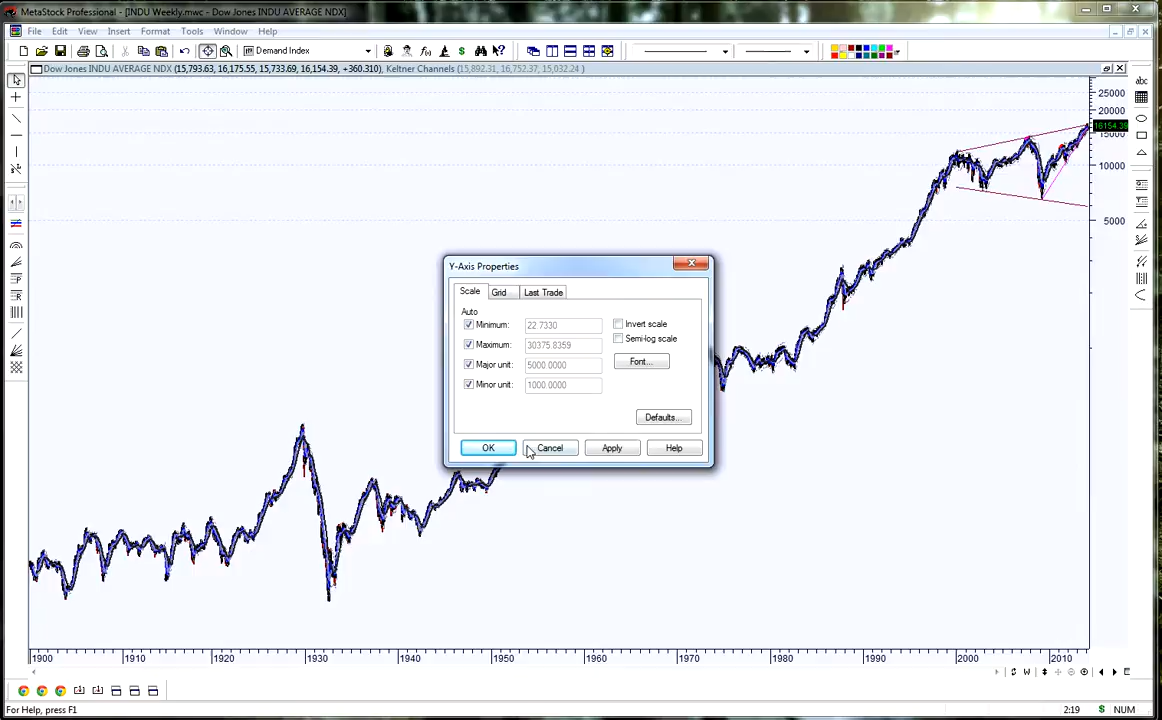 MetaStock Professional - [INDU Weekly.mwc - Dow Jones INDU AVERAGE NDX]
File Edit View Insert Format Tools Window Help
Demand Index
Dow Jones INDU AVERAGE NDX (15,793.63, 16,175.55, 15,733.69, 16,154.39, +360.310), Keltner Channels (15,892.31, 16,752.37, 15,032.24 )
abc
25000
20000
16154.39
15000
10000
5000
Y-Axis Properties
Scale Grid Last Trade
Auto
Minimum: 22.7330 Invert scale
Maximum: 30375.8359 Semi-log scale
Major unit: 5000.0000 Font...
Minor unit: 1000.0000
Defaults...
OK Cancel Apply Help
1900 1910 1920 1930 1940 1950 1960 1970 1980 1990 2000 2010
For Help, press F1 2:19 $ NUM